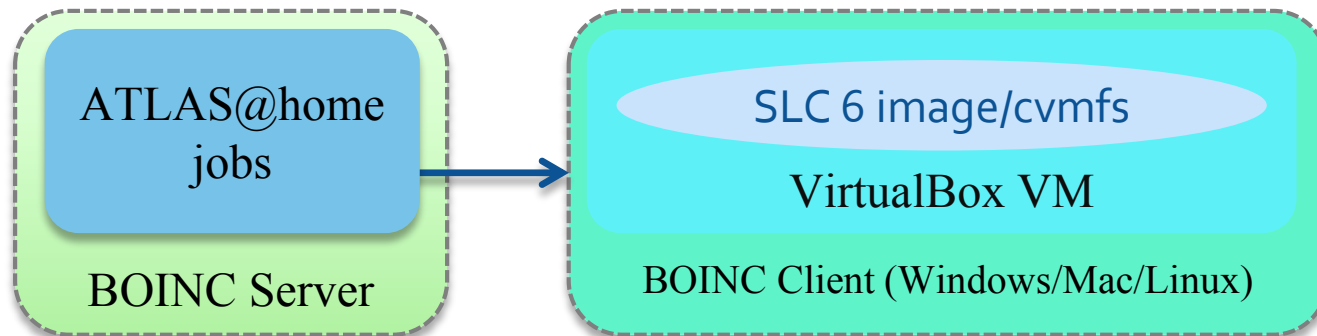 ATLAS@home
jobs
BOINC Server
SLC 6 image/cvmfs
VirtualBox VM
BOINC Client (Windows/Mac/Linux)